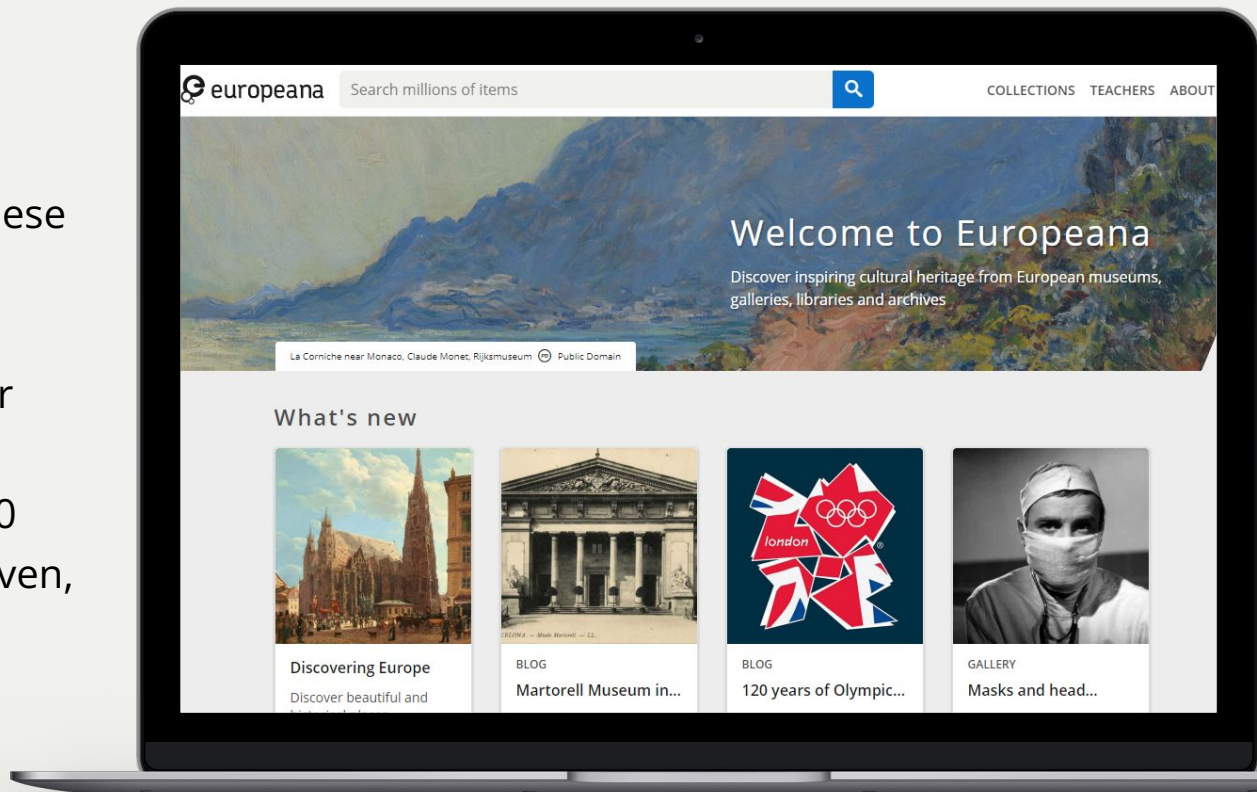 ese
r
0
ven,
europeana
Search millions of items
COLLECTIONS TEACHERS ABOUT
Welcome to Europeana
Discover inspiring cultural heritage from European museums,
galleries, libraries and archives
La Corniche near Monaco, Claude Monet, Rijksmuseum PD Public Domain
What's new
london
Discovering Europe
Discover beautiful and
BLOG
Martorell Museum in...
BLOG
120 years of Olympic...
GALLERY
Masks and head...